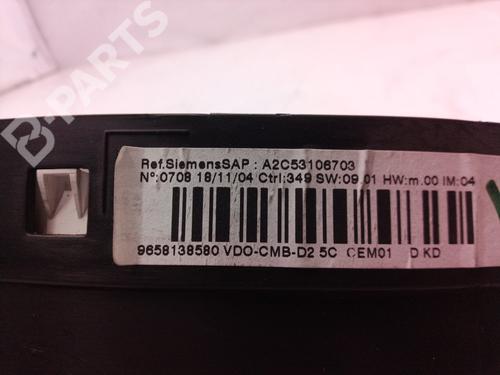 B-PARTS
Ref.SiemensSAP : A2C53106703
Nº:0708 18/11/04 Ctrl:349 SW:09.01 HW:m.00 IM:04
9658138580 VDO-CMB-D2 5C CEM01 D KD